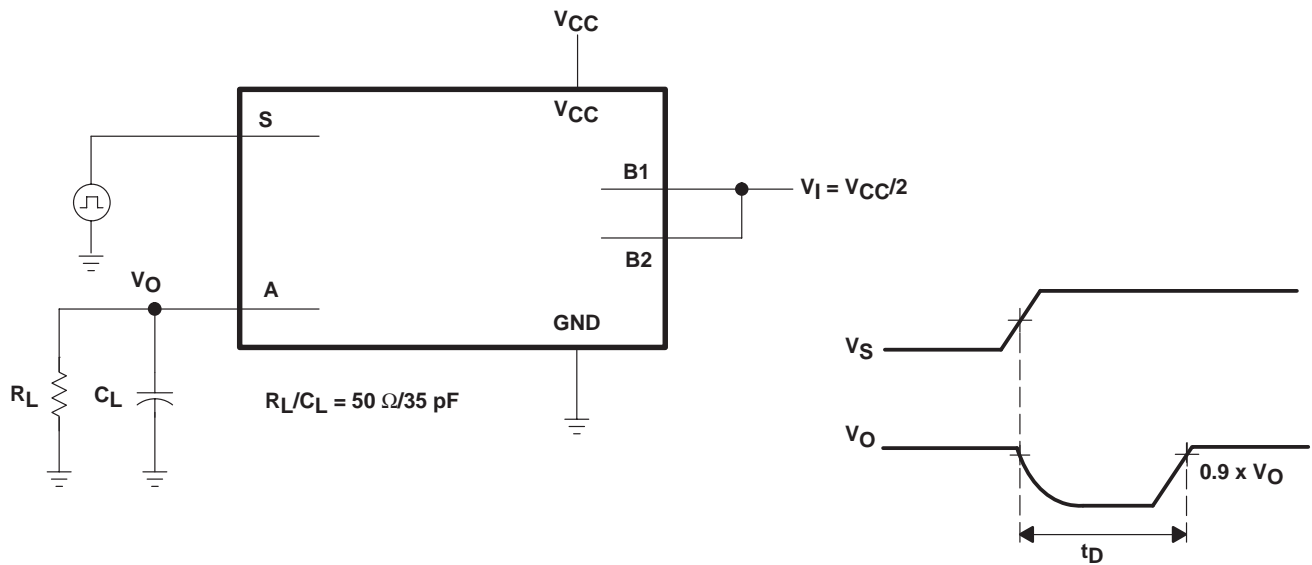 VCC
S
VCC
B1
VI = VCC/2
B2
VO
A
GND
RL
CL
RL/CL = 50 Ω/35 pF
VS
VO
0.9 x VO
tD